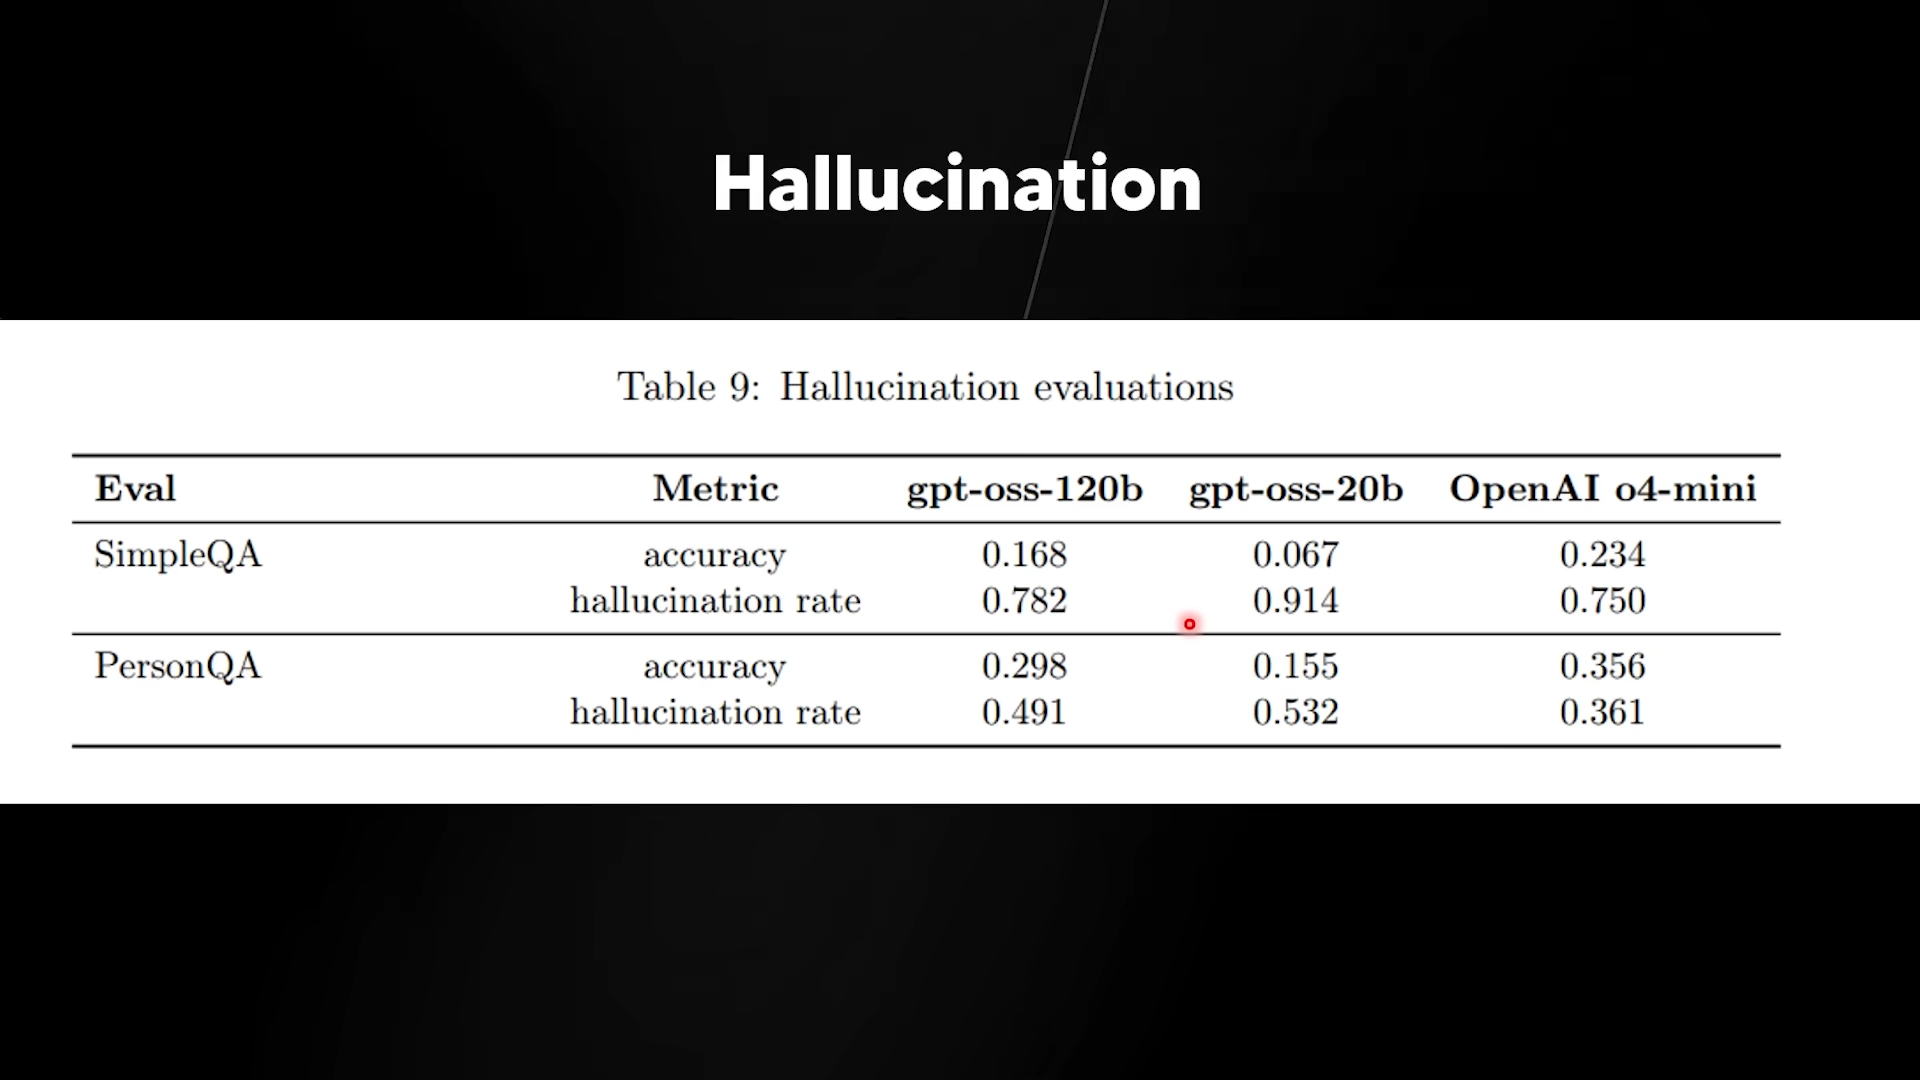 Hallucination
Table 9: Hallucination evaluations
Eval Metric gpt-oss-120b gpt-oss-20b OpenAI o4-mini
SimpleQA accuracy 0.168 0.067 0.234
hallucination rate 0.782 0.914 0.750
PersonQA accuracy 0.298 0.155 0.356
hallucination rate 0.491 0.532 0.361